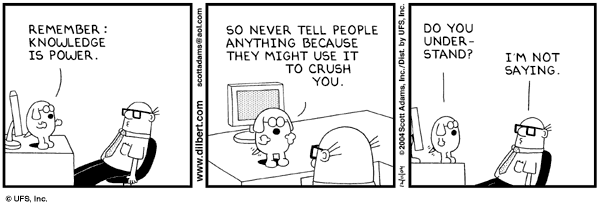 REMEMBER:
KNOWLEDGE
IS POWER.
scottadams@aol.com
www.dilbert.com
SO NEVER TELL PEOPLE
ANYTHING BECAUSE
THEY MIGHT USE IT
TO CRUSH
YOU.
© 2004 Scott Adams, Inc./Dist. by UFS, Inc.
DO YOU
UNDER-
STAND?
I'M NOT
SAYING.
© UFS, Inc.